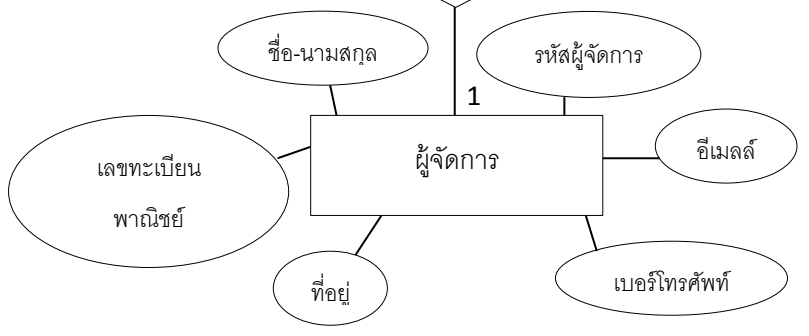 ชื่อ-นามสกุล
รหัสผู้จัดการ
1
เลขทะเบียน
พาณิชย์
ผู้จัดการ
อีเมลล์
ที่อยู่
เบอร์โทรศัพท์